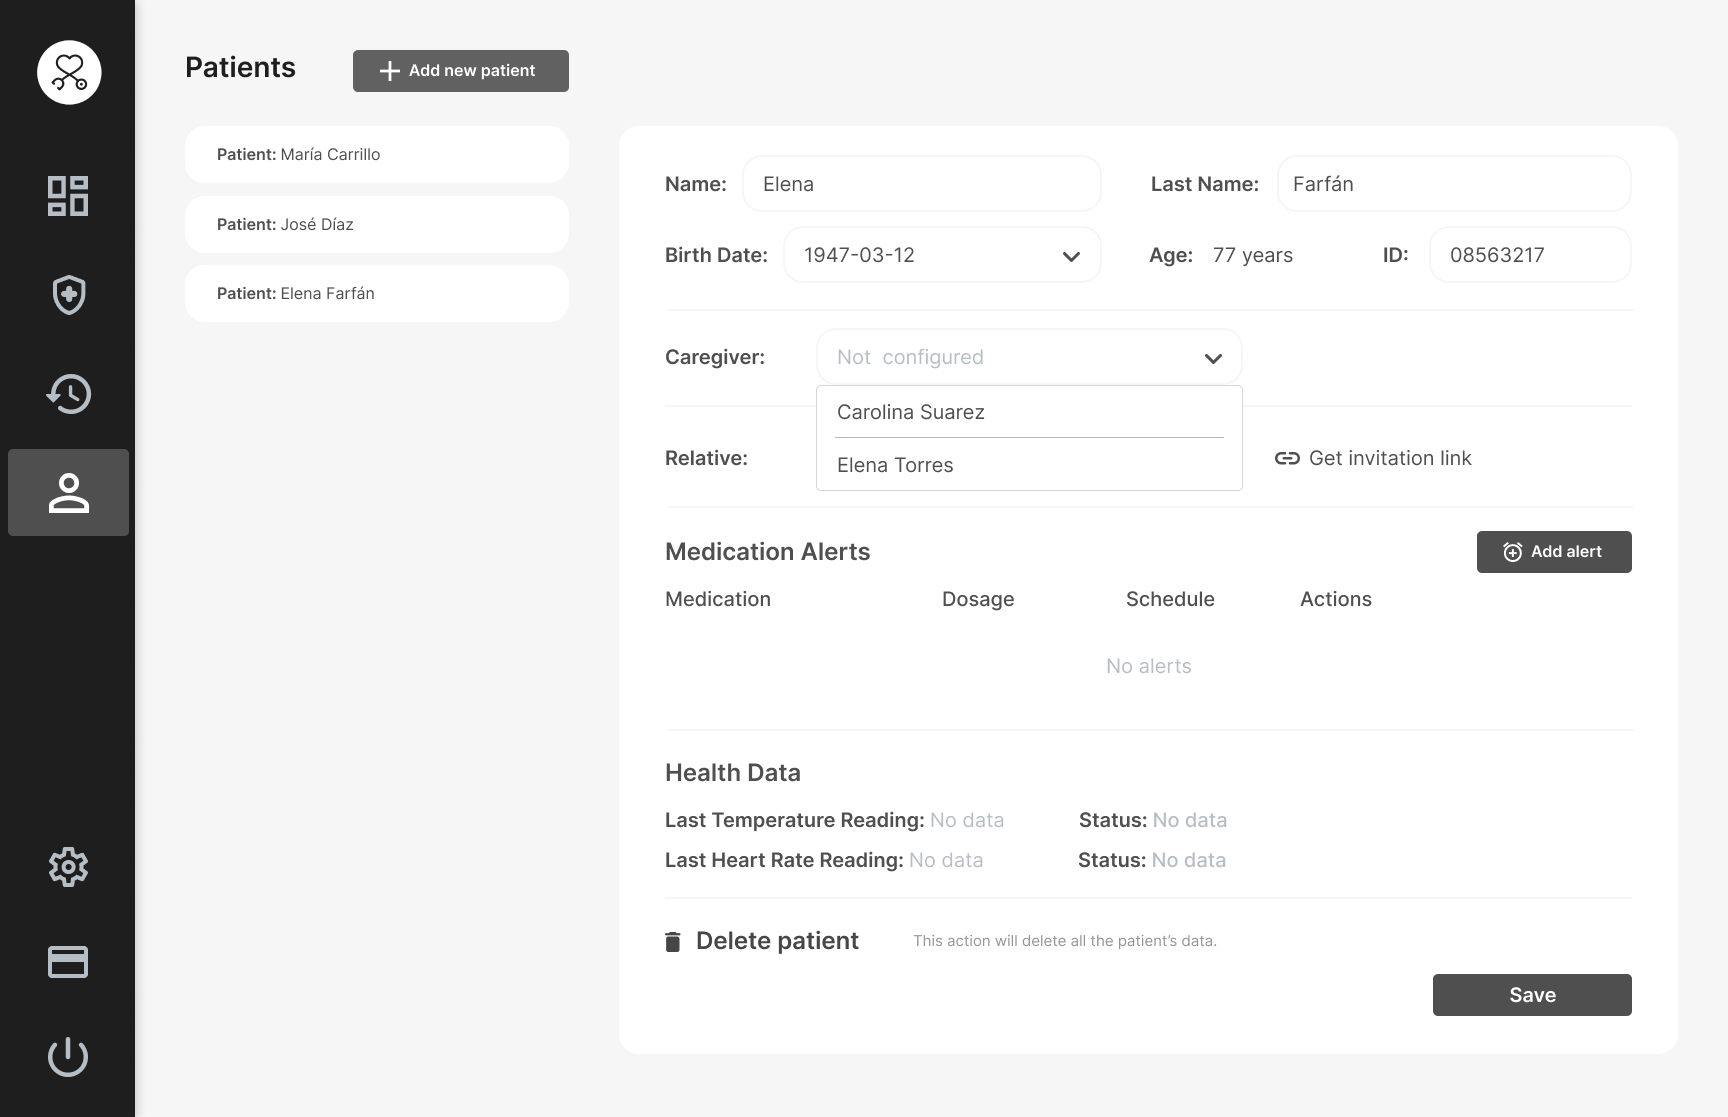 Patients
Add new patient
Patient: María Carrillo
Patient: José Díaz
Patient: Elena Farfán
Name: Elena
Last Name: Farfán
Birth Date: 1947-03-12
Age: 77 years
ID: 08563217
Caregiver: Not configured
Carolina Suarez
Elena Torres
Relative:
Get invitation link
Medication Alerts
Add alert
Medication Dosage Schedule Actions
No alerts
Health Data
Last Temperature Reading: No data
Status: No data
Last Heart Rate Reading: No data
Status: No data
Delete patient
This action will delete all the patient’s data.
Save